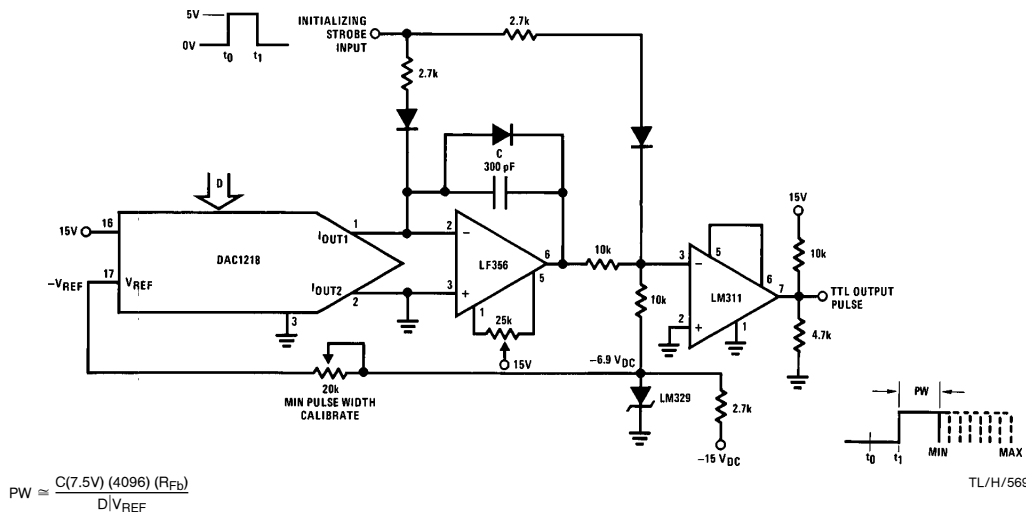 5V
0V
t0 t1
INITIALIZING
STROBE
INPUT
2.7k
2.7k
C
300 pF
D
15V
16
1
IOUT1
2
−
DAC1218
LF356
6
5
10k
−VREF
17
VREF
IOUT2
2
3
+
1
3
25k
15V
10k
3
−
5
6
LM311
7
2
+
1
15V
10k
TTL OUTPUT
PULSE
4.7k
−6.9 VDC
20k
MIN PULSE WIDTH
CALIBRATE
LM329
2.7k
−15 VDC
PW
t0 t1 MIN MAX
PW ≅ C(7.5V) (4096) (RFb)
D|VREF
TL/H/569